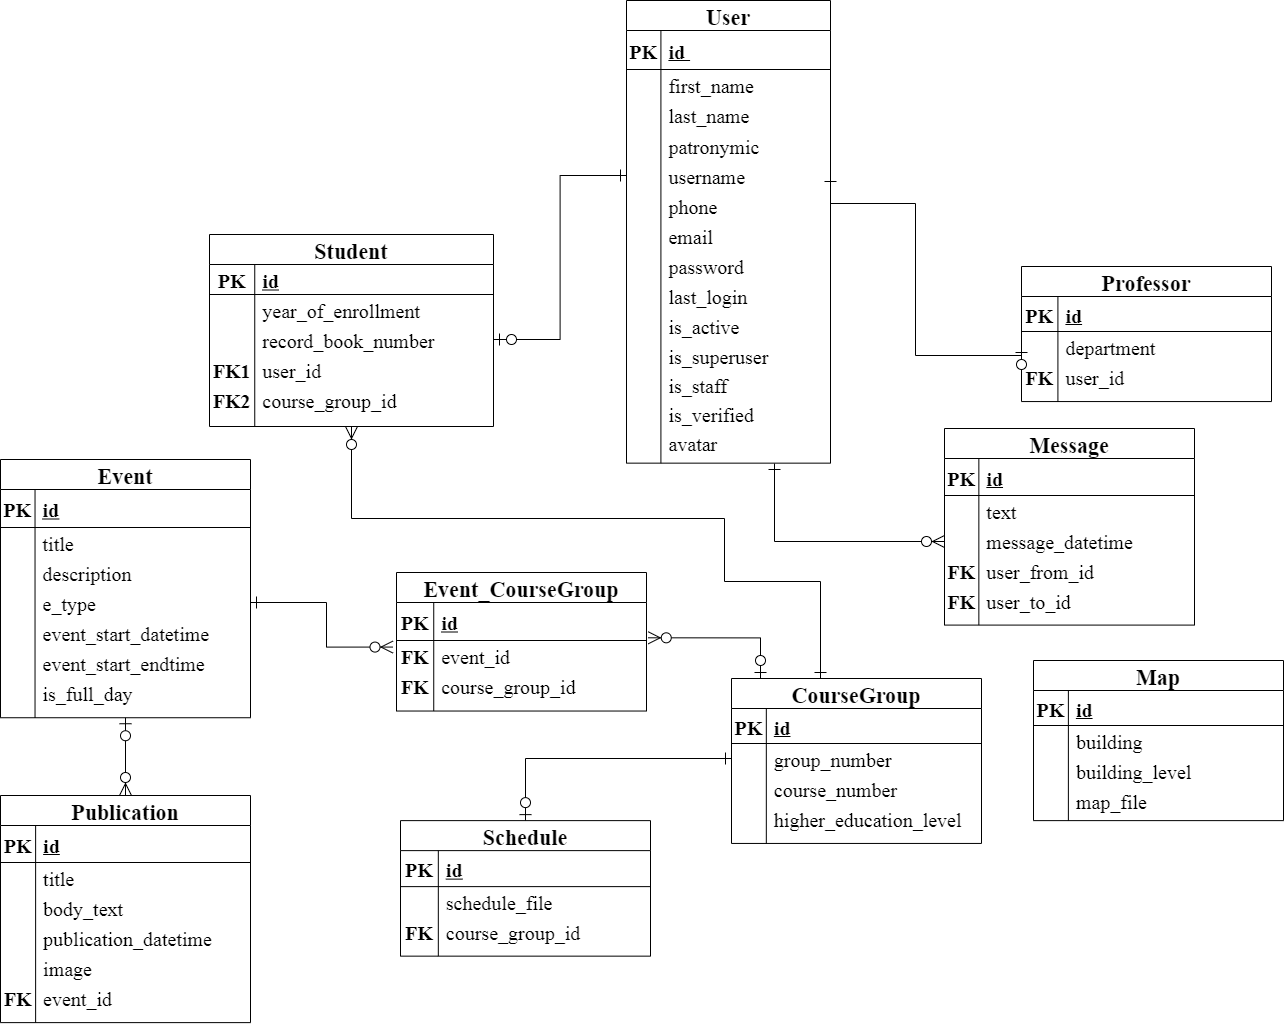 User
PK id
first_name
last_name
patronymic
username
phone
email
password
last_login
is_active
is_superuser
is_staff
is_verified
avatar
Student
PK id
year_of_enrollment
record_book_number
FK1 user_id
FK2 course_group_id
Professor
PK id
department
FK user_id
Message
PK id
text
message_datetime
FK user_from_id
FK user_to_id
Event
PK id
title
description
e_type
event_start_datetime
event_start_endtime
is_full_day
Event_CourseGroup
PK id
FK event_id
FK course_group_id
CourseGroup
PK id
group_number
course_number
higher_education_level
Map
PK id
building
building_level
map_file
Publication
PK id
title
body_text
publication_datetime
image
FK event_id
Schedule
PK id
schedule_file
FK course_group_id